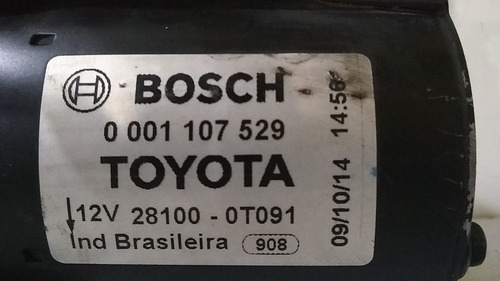 BOSCH
0 001 107 529
TOYOTA
12V 28100 - 0T091
Ind Brasileira 908
09/10/14 14:56